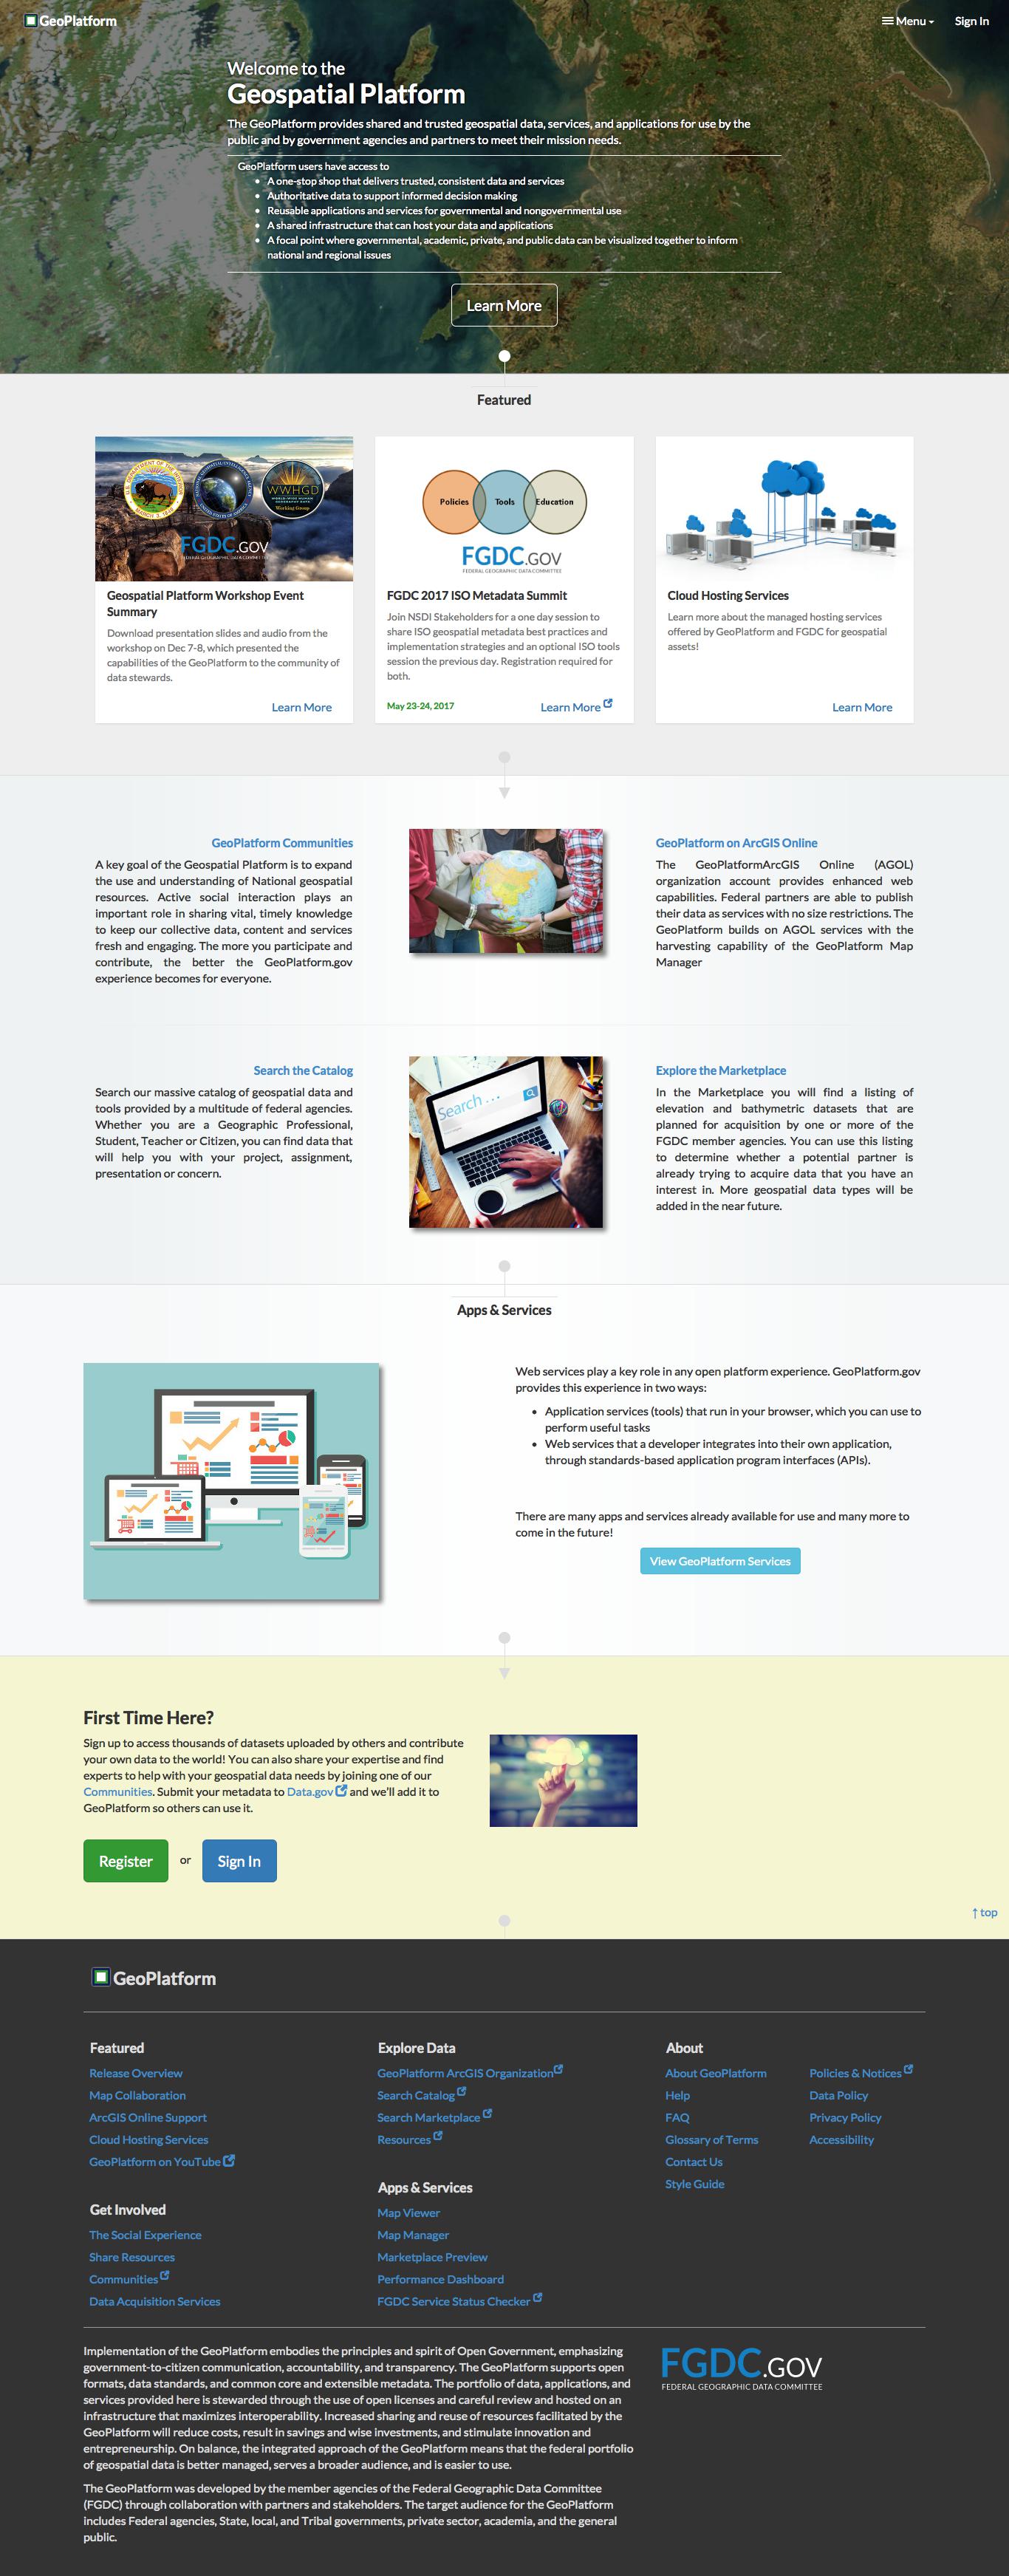 GeoPlatform
Menu
Sign In
Welcome to the
Geospatial Platform
The GeoPlatform provides shared and trusted geospatial data, services, and applications for use by the
public and by government agencies and partners to meet their mission needs.
GeoPlatform users have access to
• A one-stop shop that delivers trusted, consistent data and services
• Authoritative data to support informed decision making
• Reusable applications and services for governmental and nongovernmental use
• A shared infrastructure that can host your data and applications
• A focal point where governmental, academic, private, and public data can be visualized together to inform
national and regional issues
Learn More
Featured
WWHGD
Working Group
FGDC.GOV
FEDERAL GEOGRAPHIC DATA COMMITTEE
Geospatial Platform Workshop Event
Summary
Download presentation slides and audio from the
workshop on Dec 7-8, which presented the
capabilities of the GeoPlatform to the community of
data stewards.
Learn More
Policies
Tools
Education
FGDC.GOV
FEDERAL GEOGRAPHIC DATA COMMITTEE
FGDC 2017 ISO Metadata Summit
Join NSDI Stakeholders for a one day session to
share ISO geospatial metadata best practices and
implementation strategies and an optional ISO tools
session the previous day. Registration required for
both.
May 23-24, 2017
Learn More
Cloud Hosting Services
Learn more about the managed hosting services
offered by GeoPlatform and FGDC for geospatial
assets!
Learn More
GeoPlatform Communities
A key goal of the Geospatial Platform is to expand
the use and understanding of National geospatial
resources. Active social interaction plays an
important role in sharing vital, timely knowledge
to keep our collective data, content and services
fresh and engaging. The more you participate and
contribute, the better the GeoPlatform.gov
experience becomes for everyone.
GeoPlatform on ArcGIS Online
The GeoPlatformArcGIS Online (AGOL)
organization account provides enhanced web
capabilities. Federal partners are able to publish
their data as services with no size restrictions. The
GeoPlatform builds on AGOL services with the
harvesting capability of the GeoPlatform Map
Manager
Search the Catalog
Search our massive catalog of geospatial data and
tools provided by a multitude of federal agencies.
Whether you are a Geographic Professional,
Student, Teacher or Citizen, you can find data that
will help you with your project, assignment,
presentation or concern.
Search ...
Explore the Marketplace
In the Marketplace you will find a listing of
elevation and bathymetric datasets that are
planned for acquisition by one or more of the
FGDC member agencies. You can use this listing
to determine whether a potential partner is
already trying to acquire data that you have an
interest in. More geospatial data types will be
added in the near future.
Apps & Services
Web services play a key role in any open platform experience. GeoPlatform.gov
provides this experience in two ways:
• Application services (tools) that run in your browser, which you can use to
perform useful tasks
• Web services that a developer integrates into their own application,
through standards-based application program interfaces (APIs).
There are many apps and services already available for use and many more to
come in the future!
View GeoPlatform Services
First Time Here?
Sign up to access thousands of datasets uploaded by others and contribute
your own data to the world! You can also share your expertise and find
experts to help with your geospatial data needs by joining one of our
Communities. Submit your metadata to Data.gov and we'll add it to
GeoPlatform so others can use it.
Register or Sign In
↑ top
GeoPlatform
Featured
Release Overview
Map Collaboration
ArcGIS Online Support
Cloud Hosting Services
GeoPlatform on YouTube
Get Involved
The Social Experience
Share Resources
Communities
Data Acquisition Services
Explore Data
GeoPlatform ArcGIS Organization
Search Catalog
Search Marketplace
Resources
Apps & Services
Map Viewer
Map Manager
Marketplace Preview
Performance Dashboard
FGDC Service Status Checker
About
About GeoPlatform
Help
FAQ
Glossary of Terms
Contact Us
Style Guide
Policies & Notices
Data Policy
Privacy Policy
Accessibility
Implementation of the GeoPlatform embodies the principles and spirit of Open Government, emphasizing
government-to-citizen communication, accountability, and transparency. The GeoPlatform supports open
formats, data standards, and common core and extensible metadata. The portfolio of data, applications, and
services provided here is stewarded through the use of open licenses and careful review and hosted on an
infrastructure that maximizes interoperability. Increased sharing and reuse of resources facilitated by the
GeoPlatform will reduce costs, result in savings and wise investments, and stimulate innovation and
entrepreneurship. On balance, the integrated approach of the GeoPlatform means that the federal portfolio
of geospatial data is better managed, serves a broader audience, and is easier to use.
The GeoPlatform was developed by the member agencies of the Federal Geographic Data Committee
(FGDC) through collaboration with partners and stakeholders. The target audience for the GeoPlatform
includes Federal agencies, State, local, and Tribal governments, private sector, academia, and the general
public.
FGDC.GOV
FEDERAL GEOGRAPHIC DATA COMMITTEE